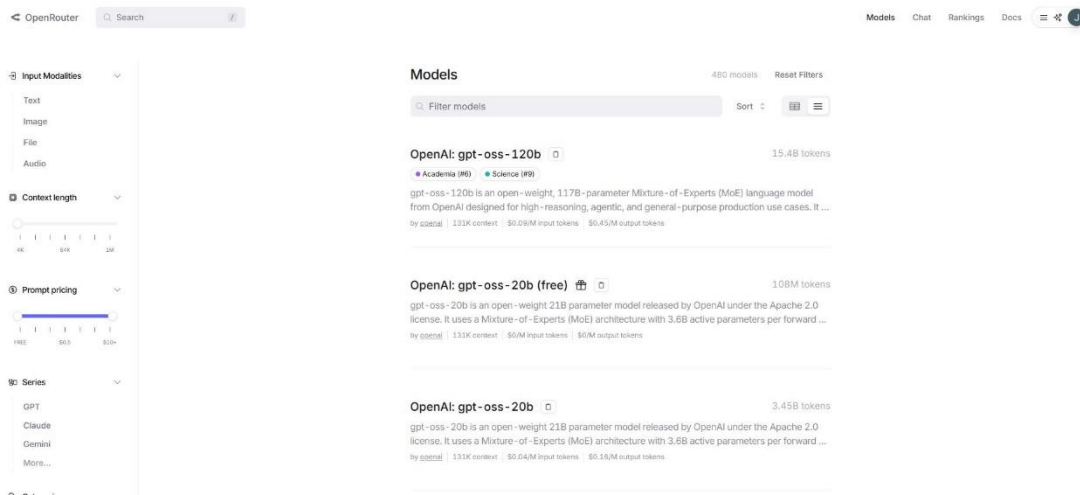 OpenRouter
Search
/
Models
Chat
Rankings
Docs
J
Input Modalities
Text
Image
File
Audio
Context length
4K
64K
1M
Prompt pricing
FREE
$0.5
$10+
Series
GPT
Claude
Gemini
More...
Models
480 models
Reset Filters
Filter models
Sort
OpenAI: gpt-oss-120b
15.4B tokens
Academia (#6)
Science (#9)
gpt-oss-120b is an open-weight, 117B-parameter Mixture-of-Experts (MoE) language model
from OpenAI designed for high-reasoning, agentic, and general-purpose production use cases. It ...
by openai
131K context
$0.09/M input tokens
$0.45/M output tokens
OpenAI: gpt-oss-20b (free)
108M tokens
gpt-oss-20b is an open-weight 21B parameter model released by OpenAI under the Apache 2.0
license. It uses a Mixture-of-Experts (MoE) architecture with 3.6B active parameters per forward ...
by openai
131K context
$0/M input tokens
$0/M output tokens
OpenAI: gpt-oss-20b
3.45B tokens
gpt-oss-20b is an open-weight 21B parameter model released by OpenAI under the Apache 2.0
license. It uses a Mixture-of-Experts (MoE) architecture with 3.6B active parameters per forward ...
by openai
131K context
$0.04/M input tokens
$0.16/M output tokens